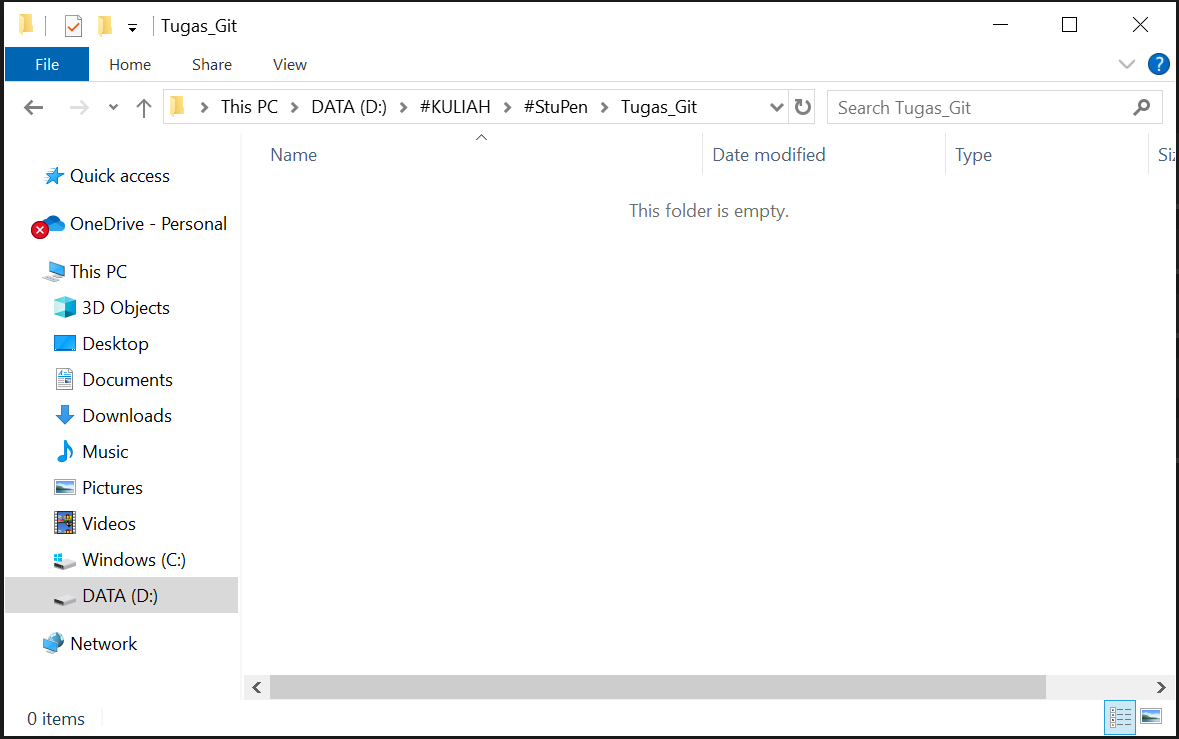 Tugas_Git
File Home Share View
This PC DATA (D:) #KULIAH #StuPen Tugas_Git Search Tugas_Git
Name Date modified Type Siz
This folder is empty.
Quick access
OneDrive - Personal
This PC
3D Objects
Desktop
Documents
Downloads
Music
Pictures
Videos
Windows (C:)
DATA (D:)
Network
0 items